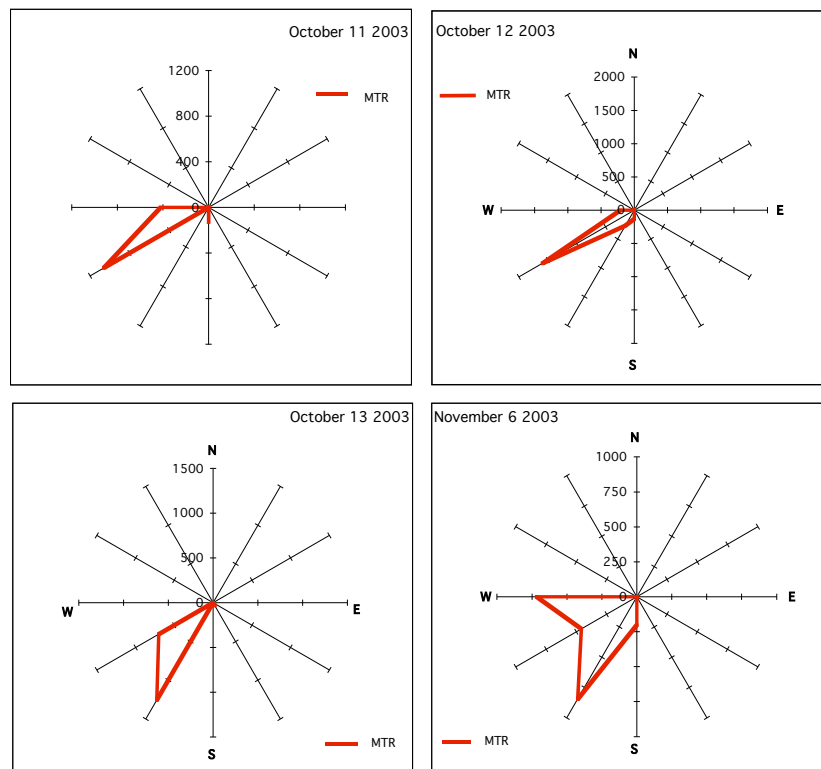 October 11 2003
1200
MTR
800
400
0
October 12 2003
N
2000
MTR
1500
1000
500
W
0
E
S
October 13 2003
N
1500
1000
500
0
W
E
S
MTR
November 6 2003
N
1000
750
500
250
W
0
E
S
MTR